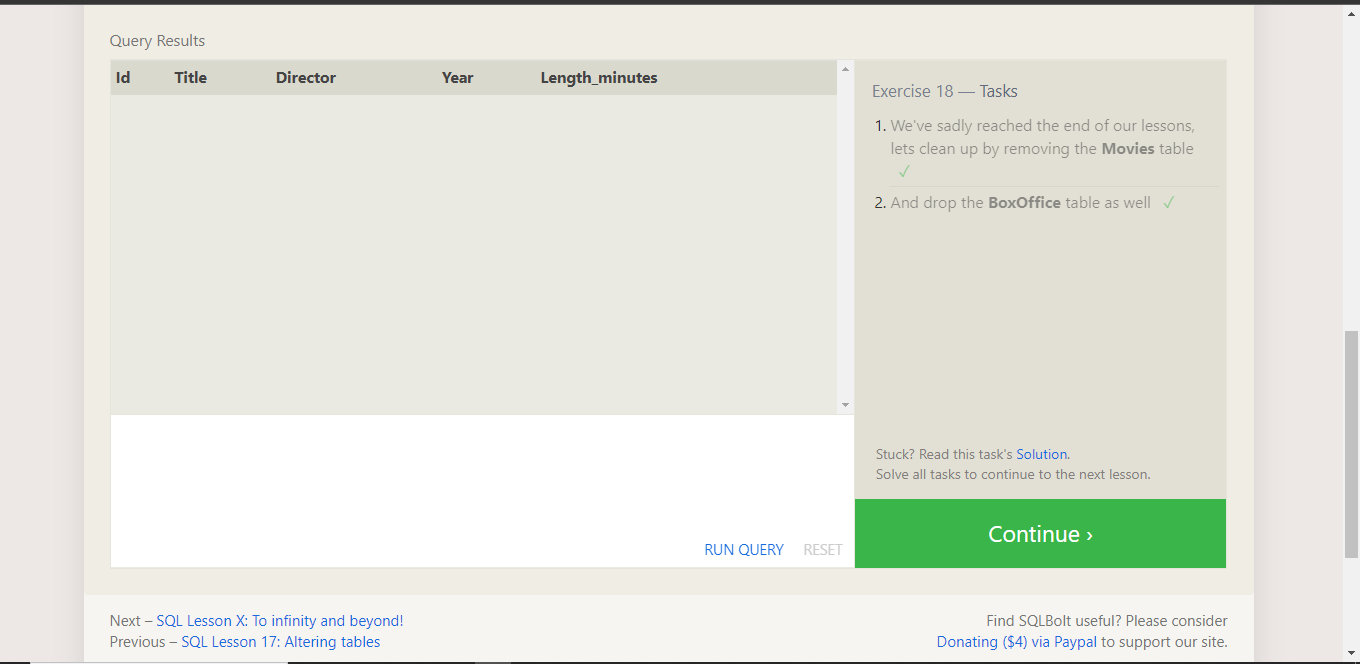 Query Results
Id Title Director Year Length_minutes
Exercise 18 — Tasks
1. We've sadly reached the end of our lessons,
lets clean up by removing the Movies table
✓
2. And drop the BoxOffice table as well ✓
Stuck? Read this task's Solution.
Solve all tasks to continue to the next lesson.
RUN QUERY RESET
Continue ›
Next – SQL Lesson X: To infinity and beyond!
Previous – SQL Lesson 17: Altering tables
Find SQLBolt useful? Please consider
Donating ($4) via Paypal to support our site.